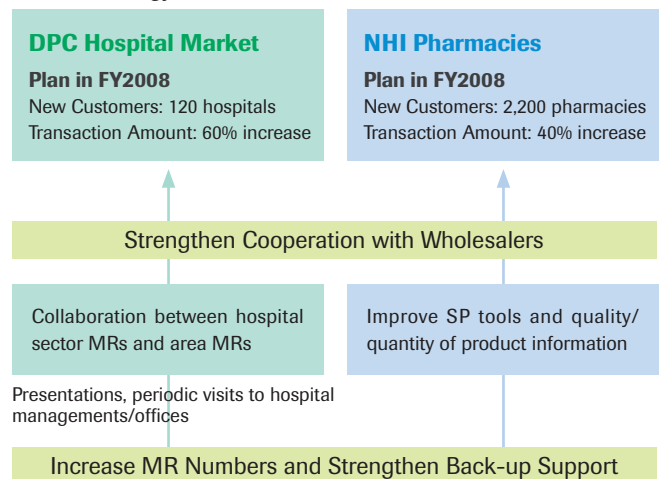 DPC Hospital Market
Plan in FY2008
New Customers: 120 hospitals
Transaction Amount: 60% increase
NHI Pharmacies
Plan in FY2008
New Customers: 2,200 pharmacies
Transaction Amount: 40% increase
Strengthen Cooperation with Wholesalers
Collaboration between hospital
sector MRs and area MRs
Improve SP tools and quality/
quantity of product information
Presentations, periodic visits to hospital
managements/offices
Increase MR Numbers and Strengthen Back-up Support